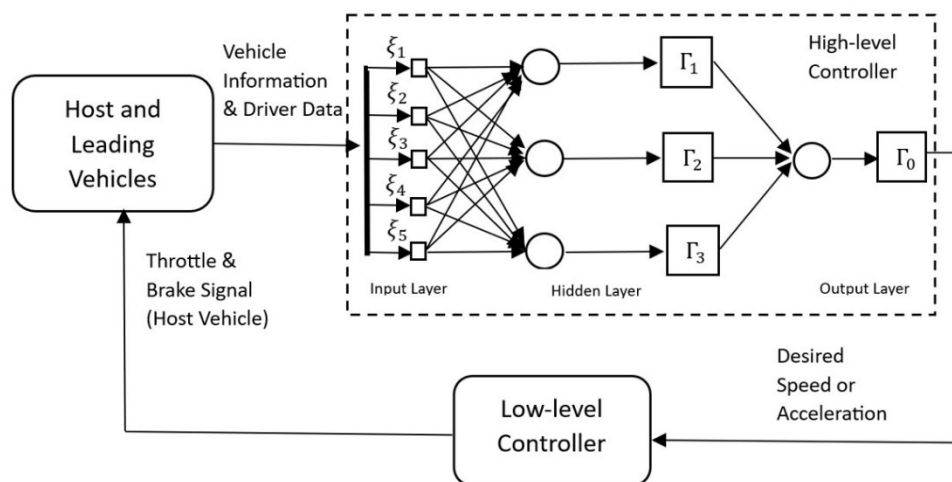 Vehicle
Information
& Driver Data
High-level
Controller
Host and
Leading
Vehicles
ξ1
ξ2
ξ3
ξ4
ξ5
Γ1
Γ2
Γ3
Γ0
Input Layer
Hidden Layer
Output Layer
Throttle &
Brake Signal
(Host Vehicle)
Desired
Speed or
Acceleration
Low-level
Controller